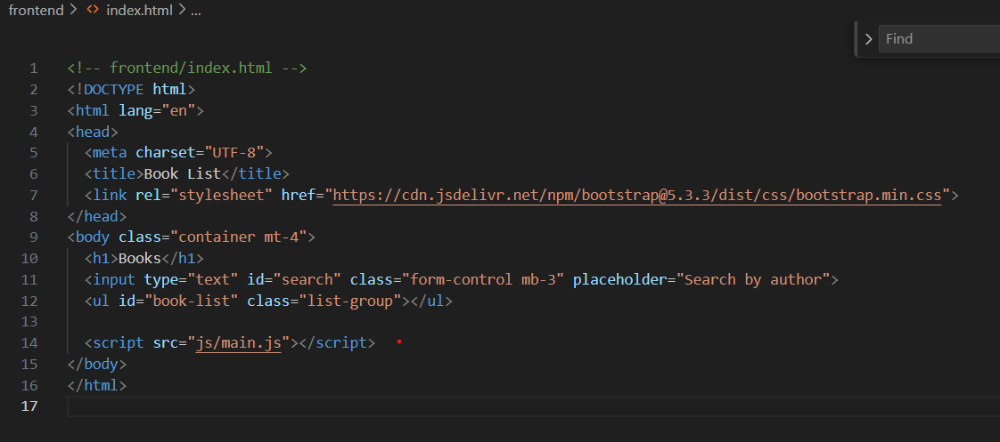 frontend > <> index.html > ...
Find
1 <!-- frontend/index.html -->
2 <!DOCTYPE html>
3 <html lang="en">
4 <head>
5   <meta charset="UTF-8">
6   <title>Book List</title>
7   <link rel="stylesheet" href="https://cdn.jsdelivr.net/npm/bootstrap@5.3.3/dist/css/bootstrap.min.css">
8 </head>
9 <body class="container mt-4">
10   <h1>Books</h1>
11   <input type="text" id="search" class="form-control mb-3" placeholder="Search by author">
12   <ul id="book-list" class="list-group"></ul>
13
14   <script src="js/main.js"></script>
15 </body>
16 </html>
17